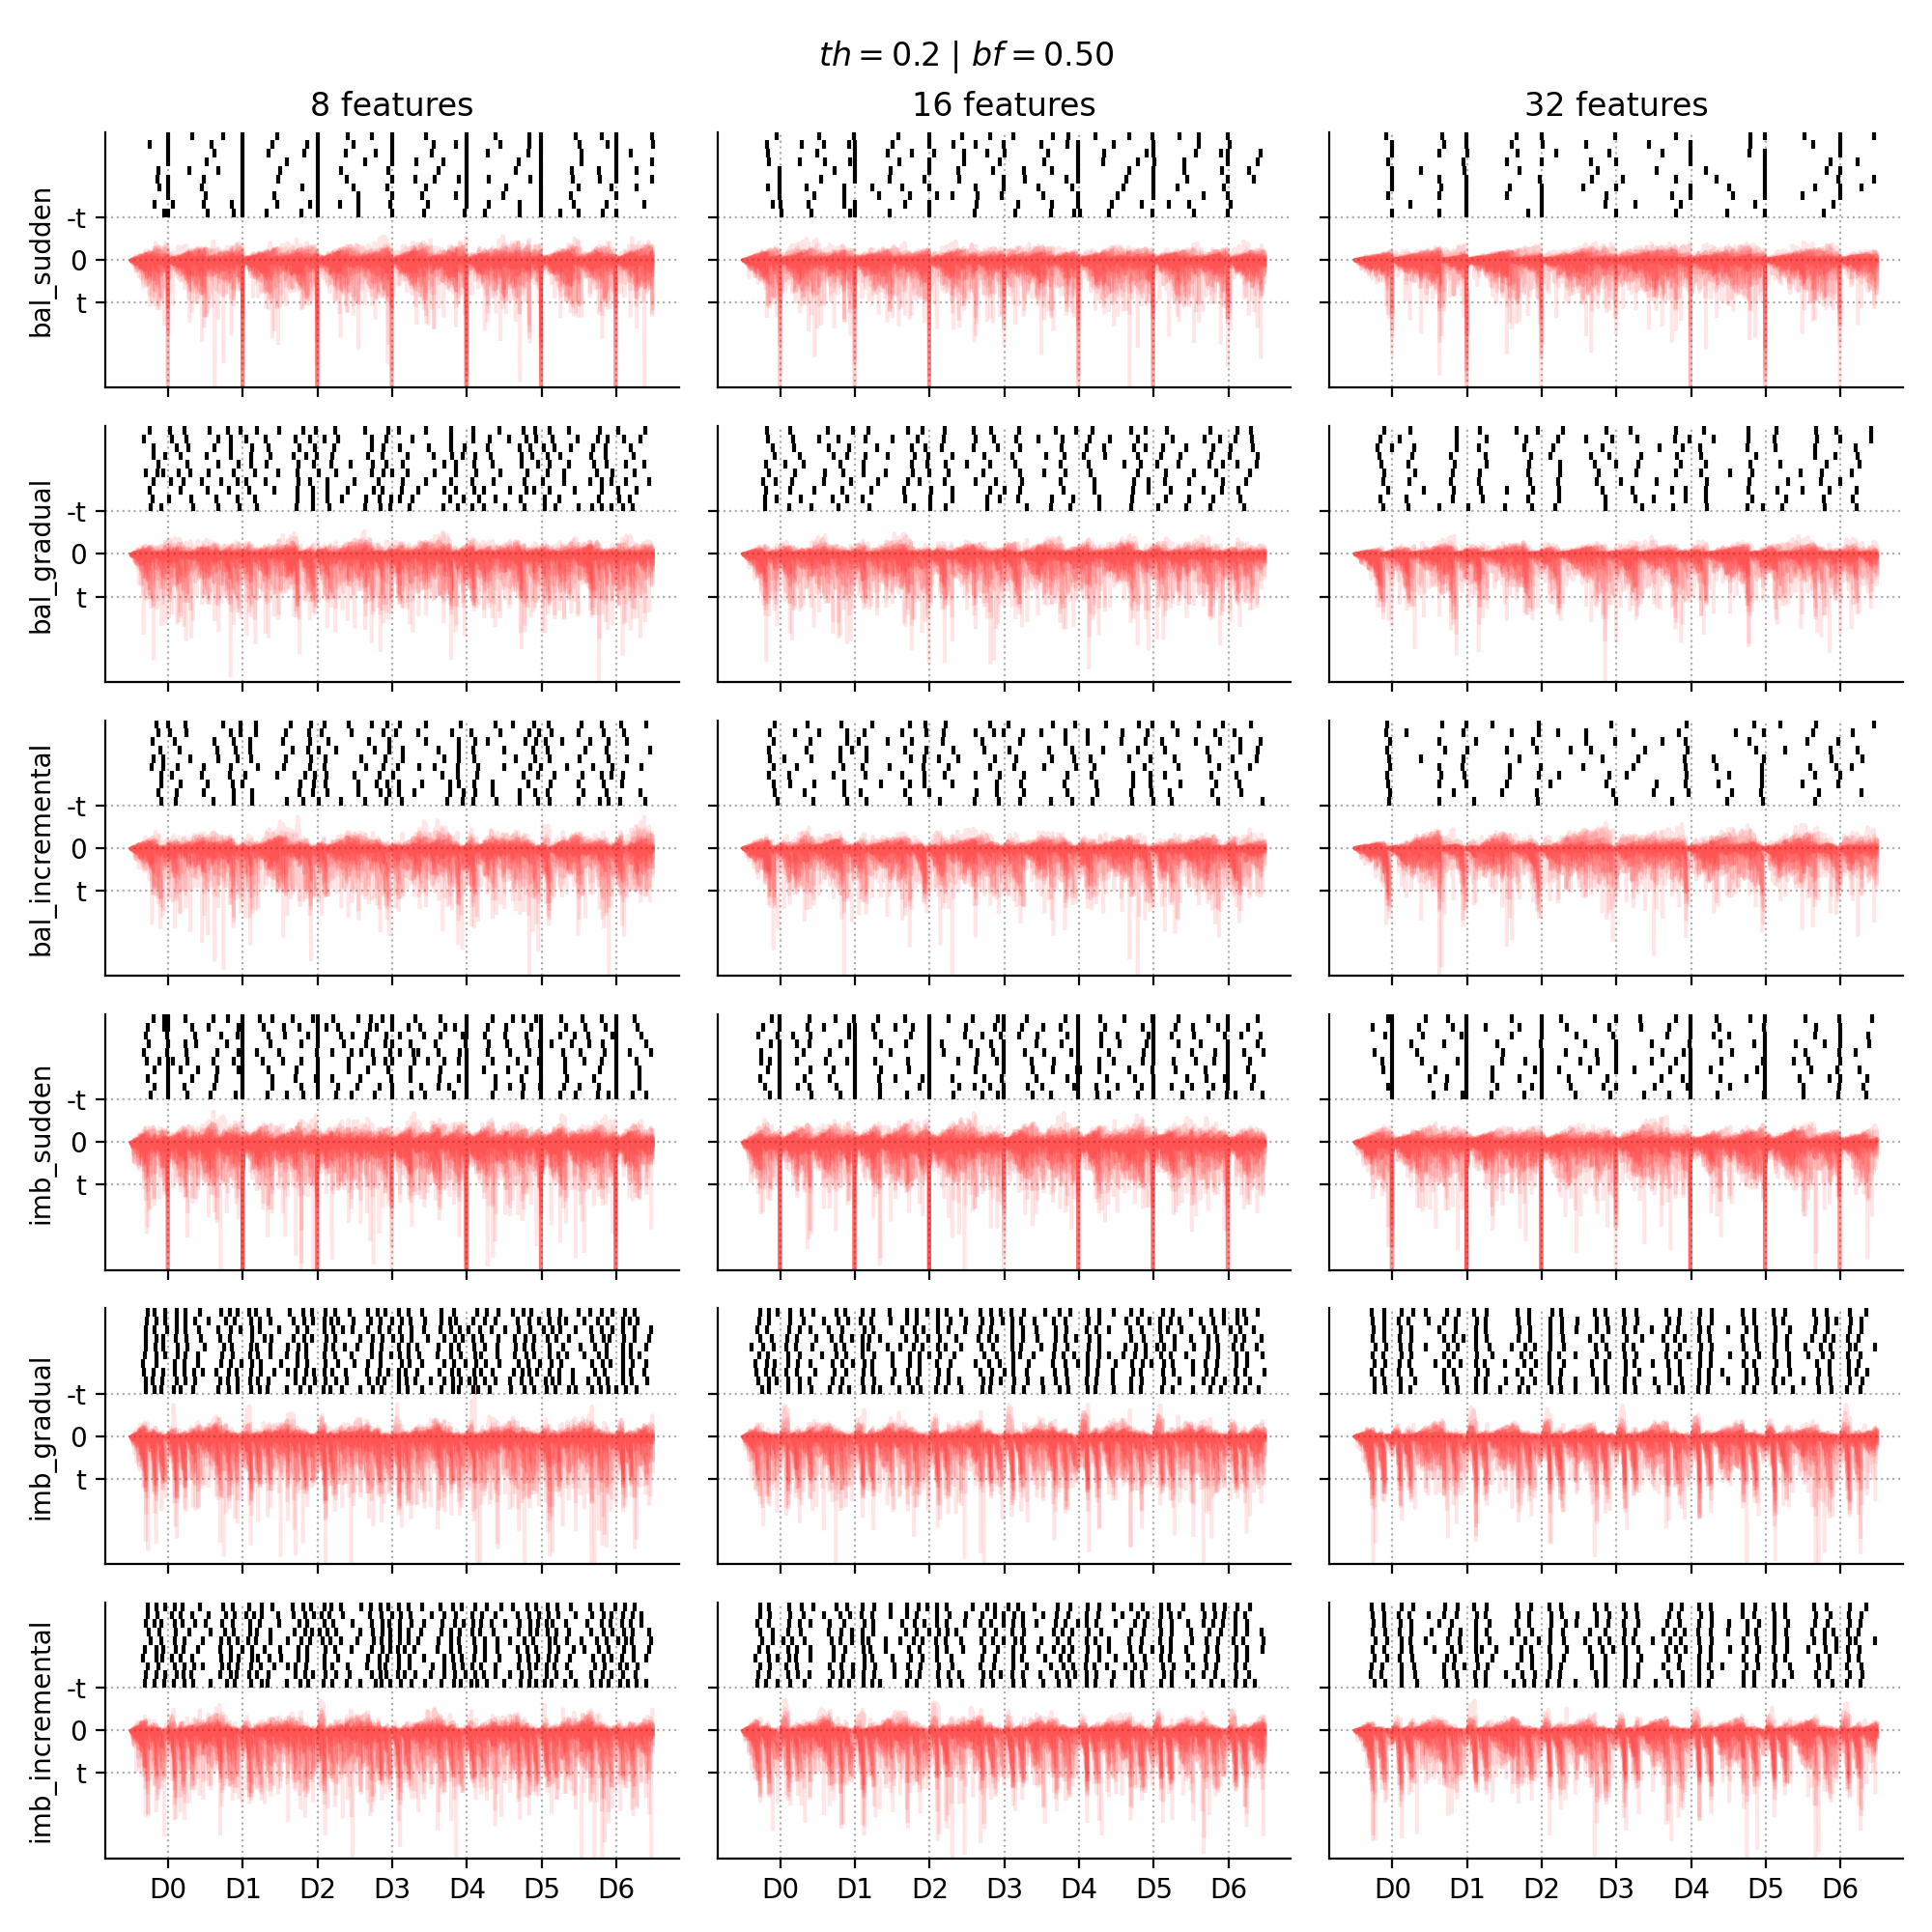 th = 0.2 | bf = 0.50
8 features 16 features 32 features
bal_sudden
-t
0
t
bal_gradual
-t
0
t
bal_incremental
-t
0
t
imb_sudden
-t
0
t
imb_gradual
-t
0
t
imb_incremental
-t
0
t
D0 D1 D2 D3 D4 D5 D6 D0 D1 D2 D3 D4 D5 D6 D0 D1 D2 D3 D4 D5 D6